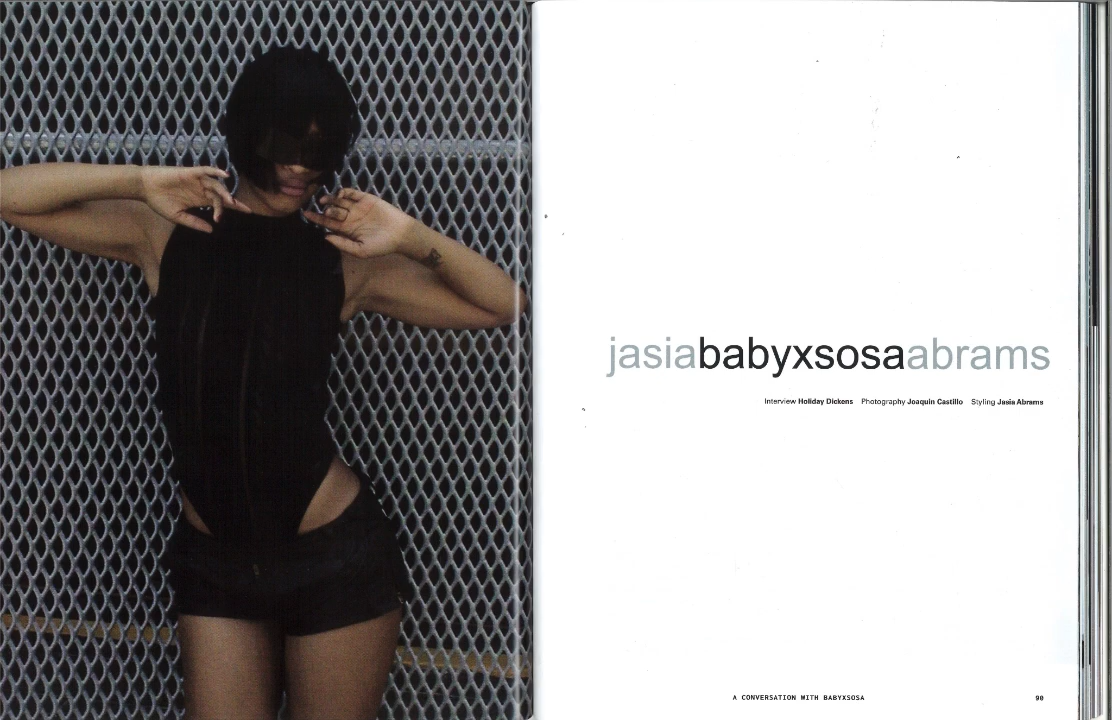 jasiababyxsosaabrams
Interview Holiday Dickens Photography Joaquin Castillo Styling Jasia Abrams
A CONVERSATION WITH BABYXSOSA 90